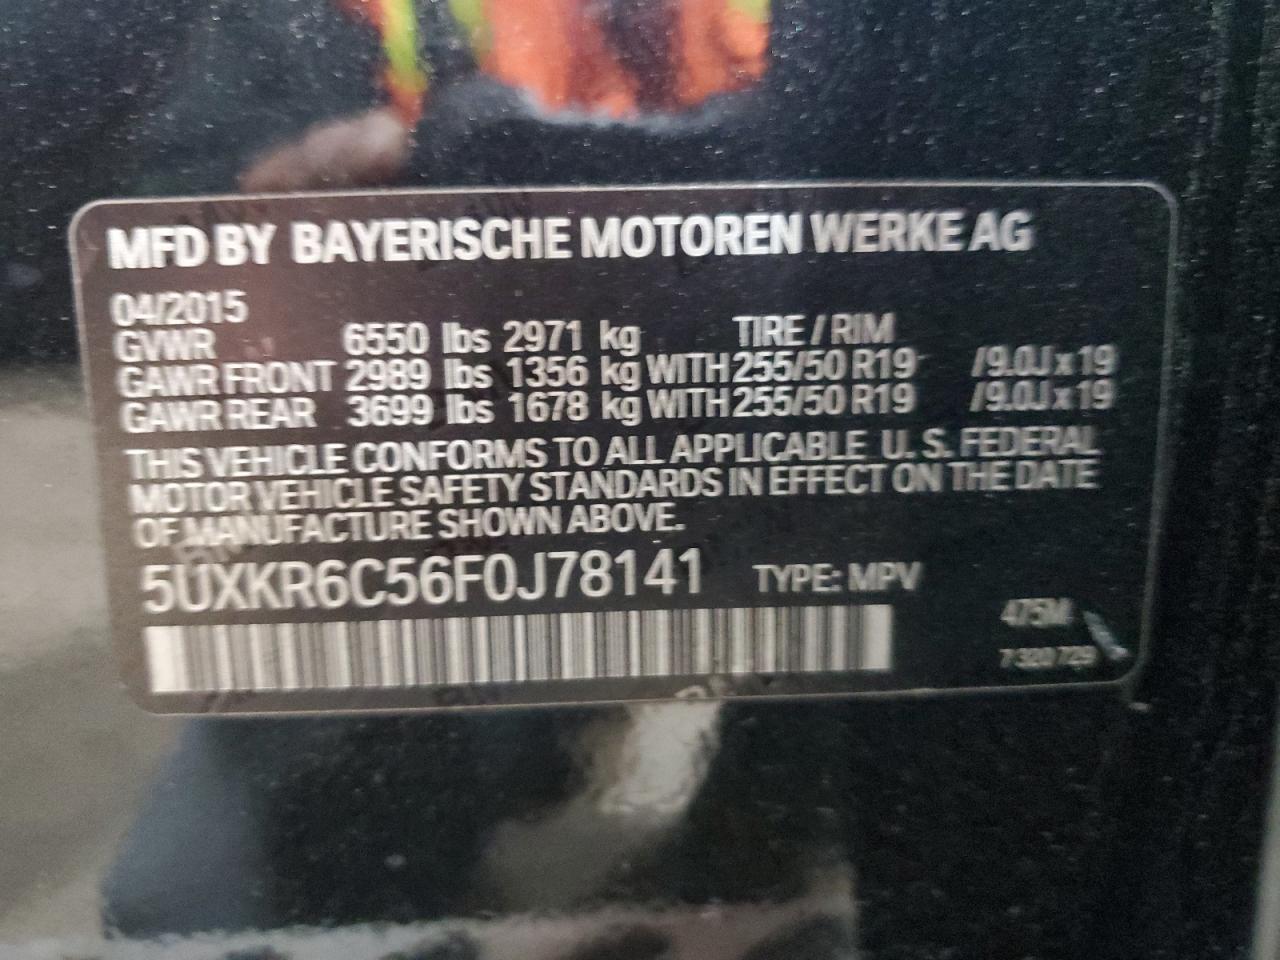 MFD BY BAYERISCHE MOTOREN WERKE AG
04/2015
GVWR 6550 lbs 2971 kg TIRE / RIM
GAWR FRONT 2989 lbs 1356 kg WITH 255/50 R19 /9.0J x 19
GAWR REAR 3699 lbs 1678 kg WITH 255/50 R19 /9.0J x 19
THIS VEHICLE CONFORMS TO ALL APPLICABLE U. S. FEDERAL
MOTOR VEHICLE SAFETY STANDARDS IN EFFECT ON THE DATE
OF MANUFACTURE SHOWN ABOVE.
5UXKR6C56F0J78141 TYPE: MPV
475M
7 320 729